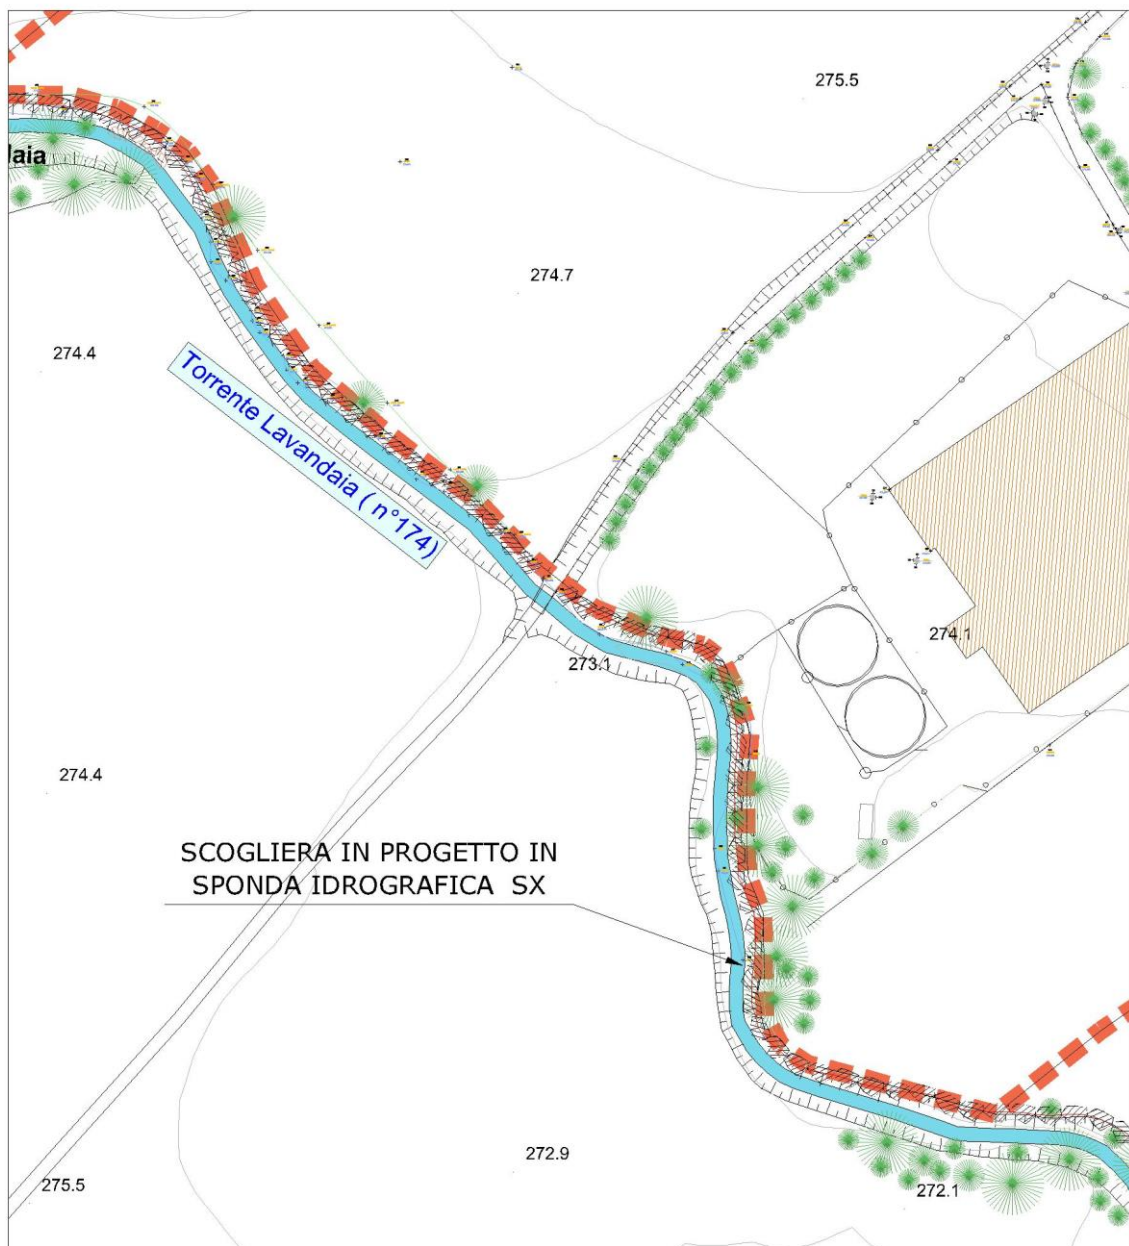 275.5
laia
274.7
274.4
Torrente Lavandaia ( n°174)
274.1
273.1
274.4
SCOGLIERA IN PROGETTO IN
SPONDA IDROGRAFICA SX
272.9
275.5
272.1